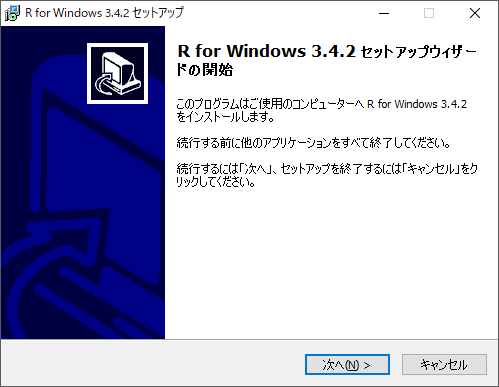 R for Windows 3.4.2 セットアップ
R for Windows 3.4.2 セットアップウィザー
ドの開始
このプログラムはご使用のコンピューターへ R for Windows 3.4.2
をインストールします。
続行する前に他のアプリケーションをすべて終了してください。
続行するには「次へ」、セットアップを終了するには「キャンセル」をク
リックしてください。
次へ(N) >
キャンセル